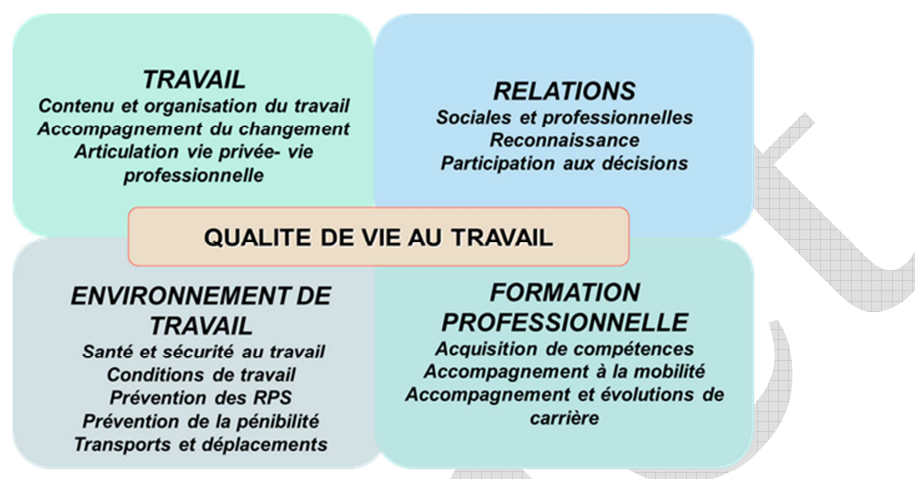 TRAVAIL
Contenu et organisation du travail
Accompagnement du changement
Articulation vie privée- vie
professionnelle
RELATIONS
Sociales et professionnelles
Reconnaissance
Participation aux décisions
QUALITE DE VIE AU TRAVAIL
ENVIRONNEMENT DE
TRAVAIL
Santé et sécurité au travail
Conditions de travail
Prévention des RPS
Prévention de la pénibilité
Transports et déplacements
FORMATION
PROFESSIONNELLE
Acquisition de compétences
Accompagnement à la mobilité
Accompagnement et évolutions de
carrière